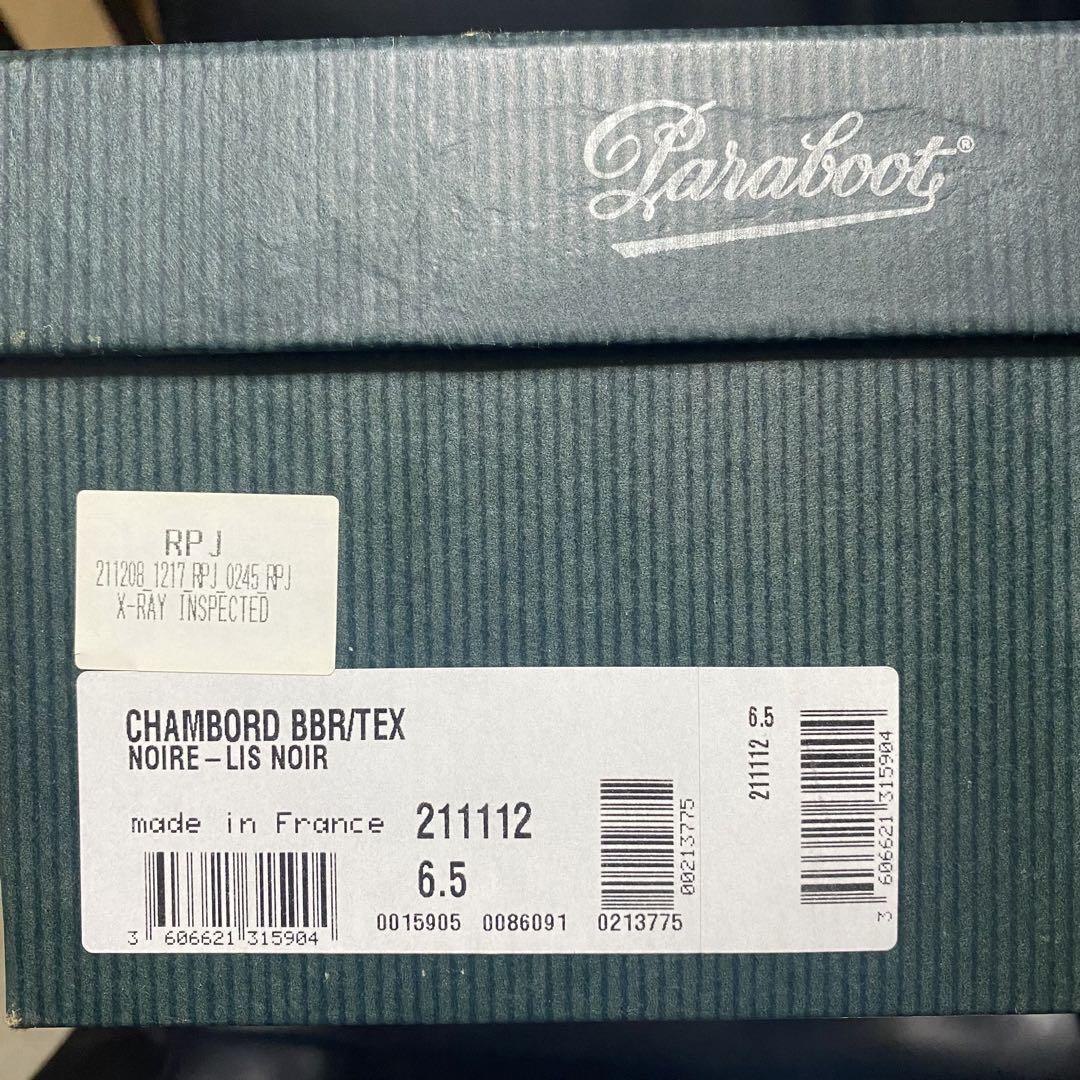 Paraboot®
RPJ
211208_1217_RPJ_0245_RPJ
X-RAY INSPECTED
CHAMBORD BBR/TEX
NOIRE–LIS NOIR
made in France 211112
6.5
3 606621 315904
0015905 0086091 0213775
00213775
6.5
211112
3 606621 315904